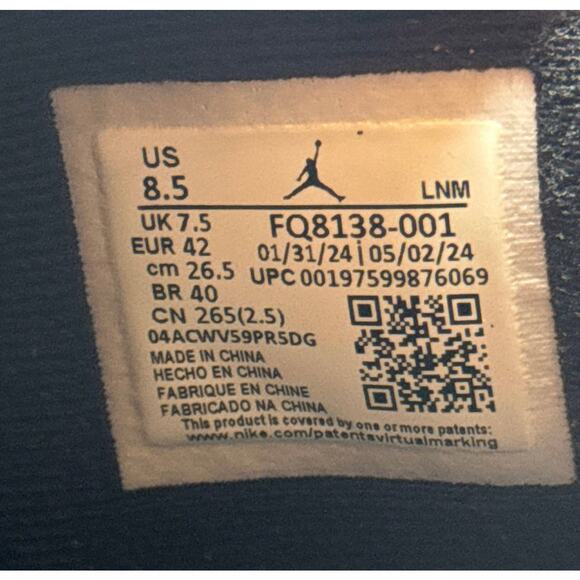 US
8.5
LNM
UK 7.5
FQ8138-001
EUR 42
01/31/24 | 05/02/24
cm 26.5
UPC 00197599876069
BR 40
CN 265(2.5)
04ACWV59PR5DG
MADE IN CHINA
HECHO EN CHINA
FABRIQUE EN CHINE
FABRICADO NA CHINA
This product is covered by one or more patents:
www.nike.com/patentsvirtualmarking